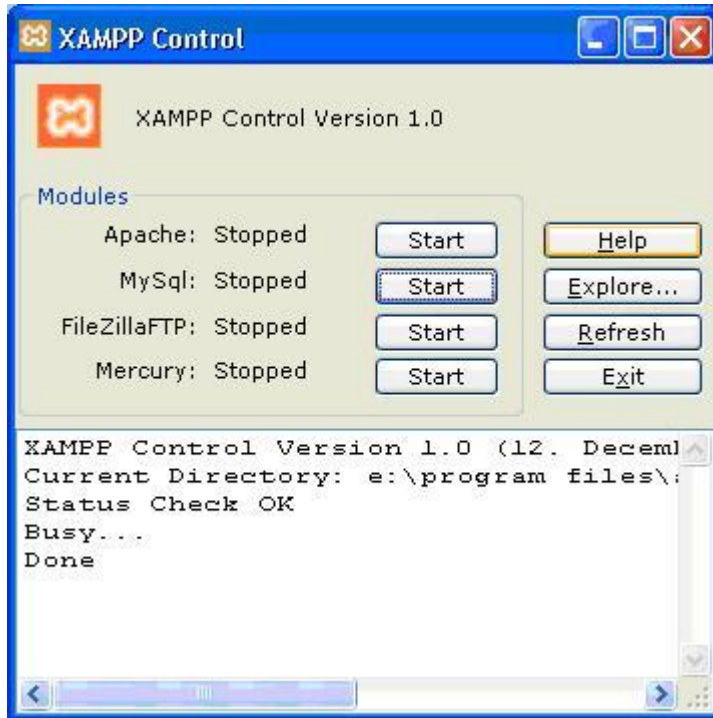 XAMPP Control
XAMPP Control Version 1.0
Modules
Apache: Stopped Start
MySql: Stopped Start
FileZillaFTP: Stopped Start
Mercury: Stopped Start
Help
Explore...
Refresh
Exit
XAMPP Control Version 1.0 (12. Decem
Current Directory: e:\program files\
Status Check OK
Busy...
Done